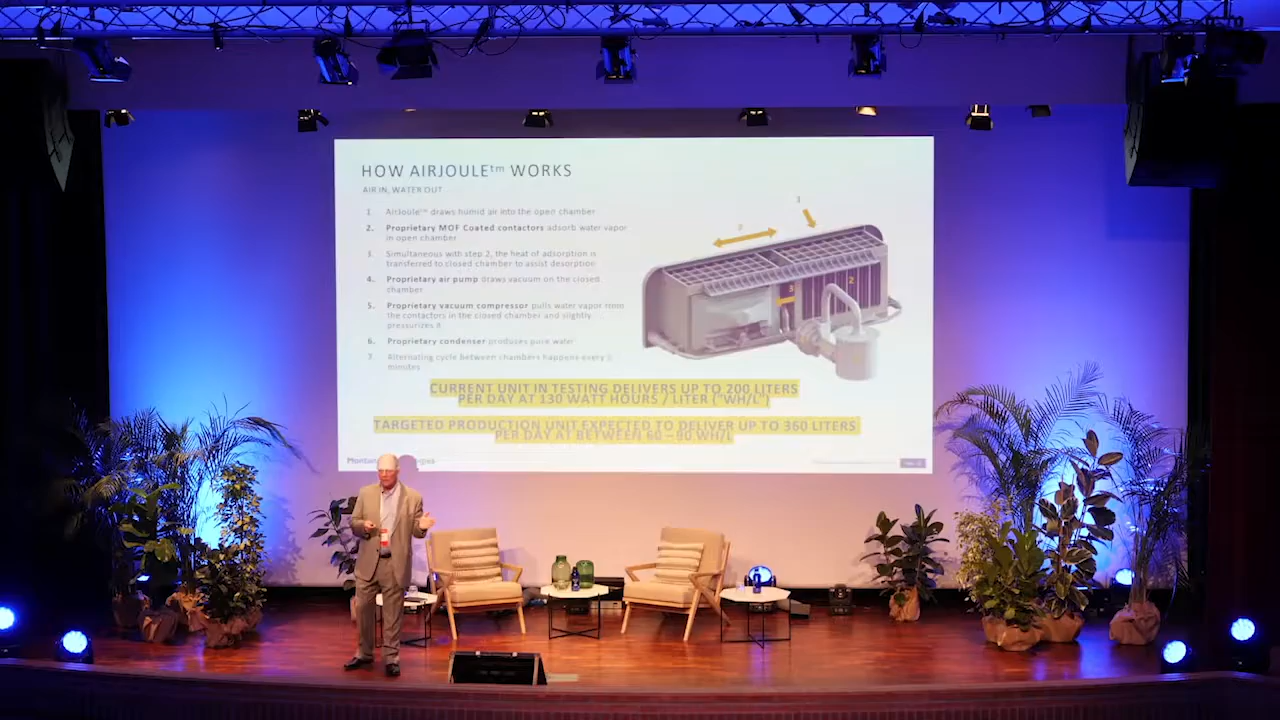 HOW AIRJOULEtm WORKS
AIR IN, WATER OUT
1. AirJoule™ draws humid air into the open chamber
2. Proprietary MOF Coated contactors adsorb water vapor
in open chamber
3. Simultaneous with step 2, the heat of adsorption is
transferred to closed chamber to assist desorption
4. Proprietary air pump draws vacuum on the closed
chamber
5. Proprietary vacuum compressor pulls water vapor from
the contactors in the closed chamber and slightly
pressurizes it
6. Proprietary condenser produces pure water
7. Alternating cycle between chambers happens every
minutes
CURRENT UNIT IN TESTING DELIVERS UP TO 200 LITERS
PER DAY AT 130 WATT HOURS / LITER ("WH/L")
TARGETED PRODUCTION UNIT EXPECTED TO DELIVER UP TO 360 LITERS
PER DAY AT BETWEEN 60 – 90 WH/L
2
3
2